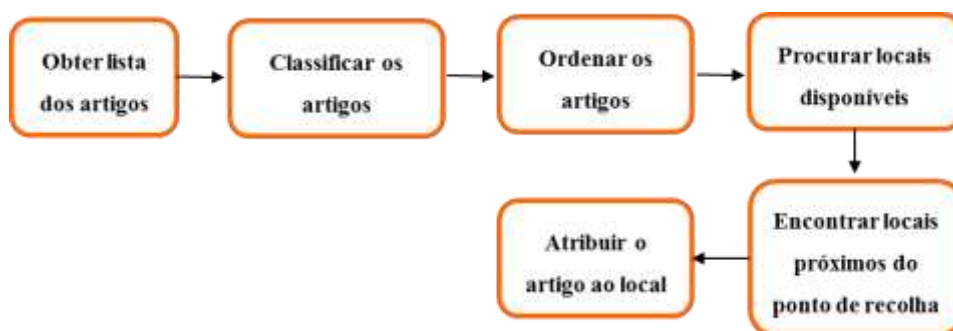 Obter lista
dos artigos
Classificar os
artigos
Ordenar os
artigos
Procurar locais
disponíveis
Encontrar locais
próximos do
ponto de recolha
Atribuir o
artigo ao local